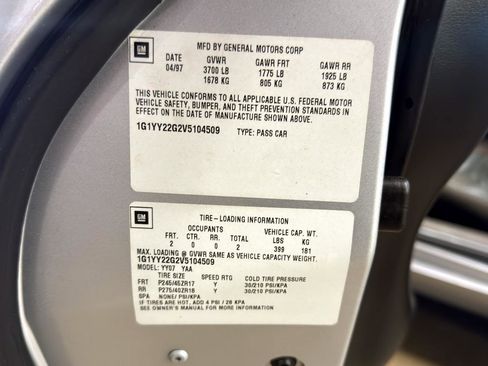 GM
MFD BY GENERAL MOTORS CORP
DATE GVWR GAWR FRT GAWR RR
04/97 3700 LB 1775 LB 1925 LB
1678 KG 805 KG 873 KG
THIS VEHICLE CONFORMS TO ALL APPLICABLE U.S. FEDERAL MOTOR
VEHICLE SAFETY, BUMPER, AND THEFT PREVENTION STANDARDS IN
EFFECT ON THE DATE OF MANUFACTURE SHOWN ABOVE.
1G1YY22G2V5104509 TYPE: PASS CAR
GM
TIRE-LOADING INFORMATION
OCCUPANTS VEHICLE CAP. WT.
FRT. CTR. RR. TOTAL LBS KG
2 0 0 2 399 181
MAX. LOADING @ GVWR SAME AS VEHICLE CAPACITY WEIGHT.
1G1YY22G2V5104509
MODEL: YY07 YAA
TIRE SIZE SPEED RTG COLD TIRE PRESSURE
FRT P245/45ZR17 Y 30/210 PSI/KPA
RR P275/40ZR18 Y 30/210 PSI/KPA
SPA NONE/ PSI/KPA
IF TIRES ARE HOT, ADD 4 PSI / 28 KPA
SEE OWNER'S MANUAL FOR MORE INFORMATION